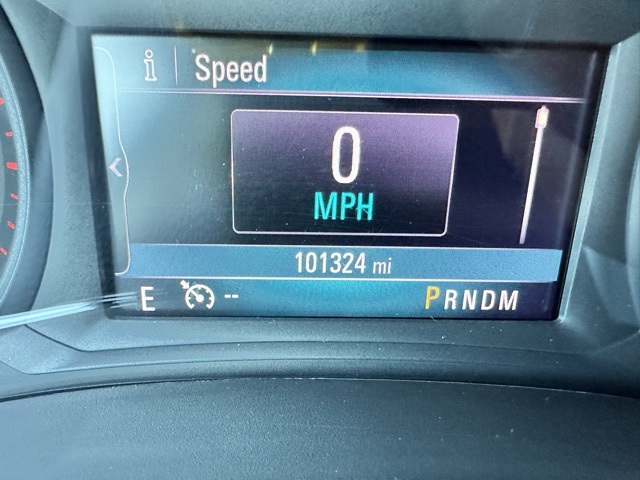 i Speed
0
MPH
101324 mi
E -- PRNDM